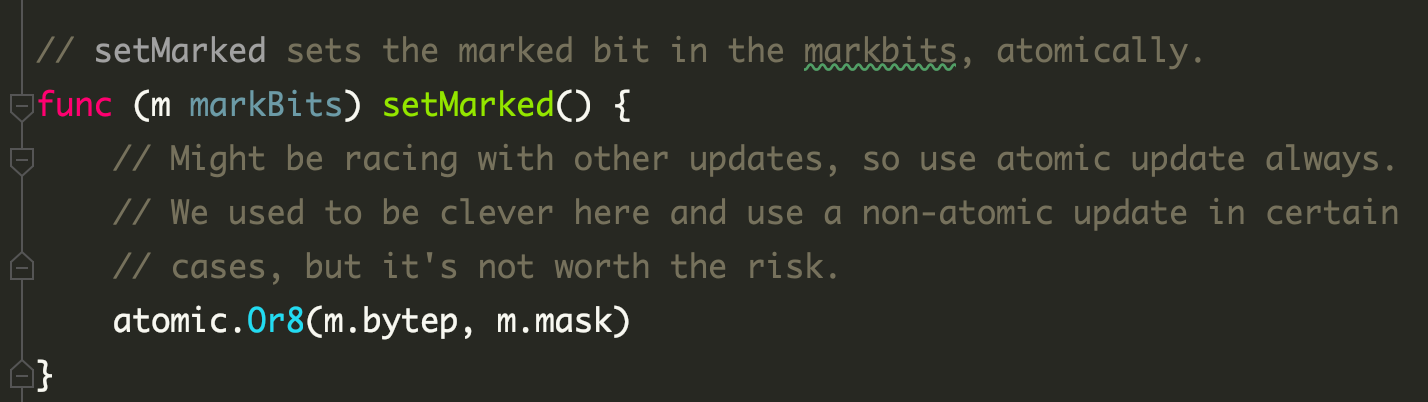 // setMarked sets the marked bit in the markbits, atomically.
func (m markBits) setMarked() {
    // Might be racing with other updates, so use atomic update always.
    // We used to be clever here and use a non-atomic update in certain
    // cases, but it's not worth the risk.
    atomic.Or8(m.bytep, m.mask)
}